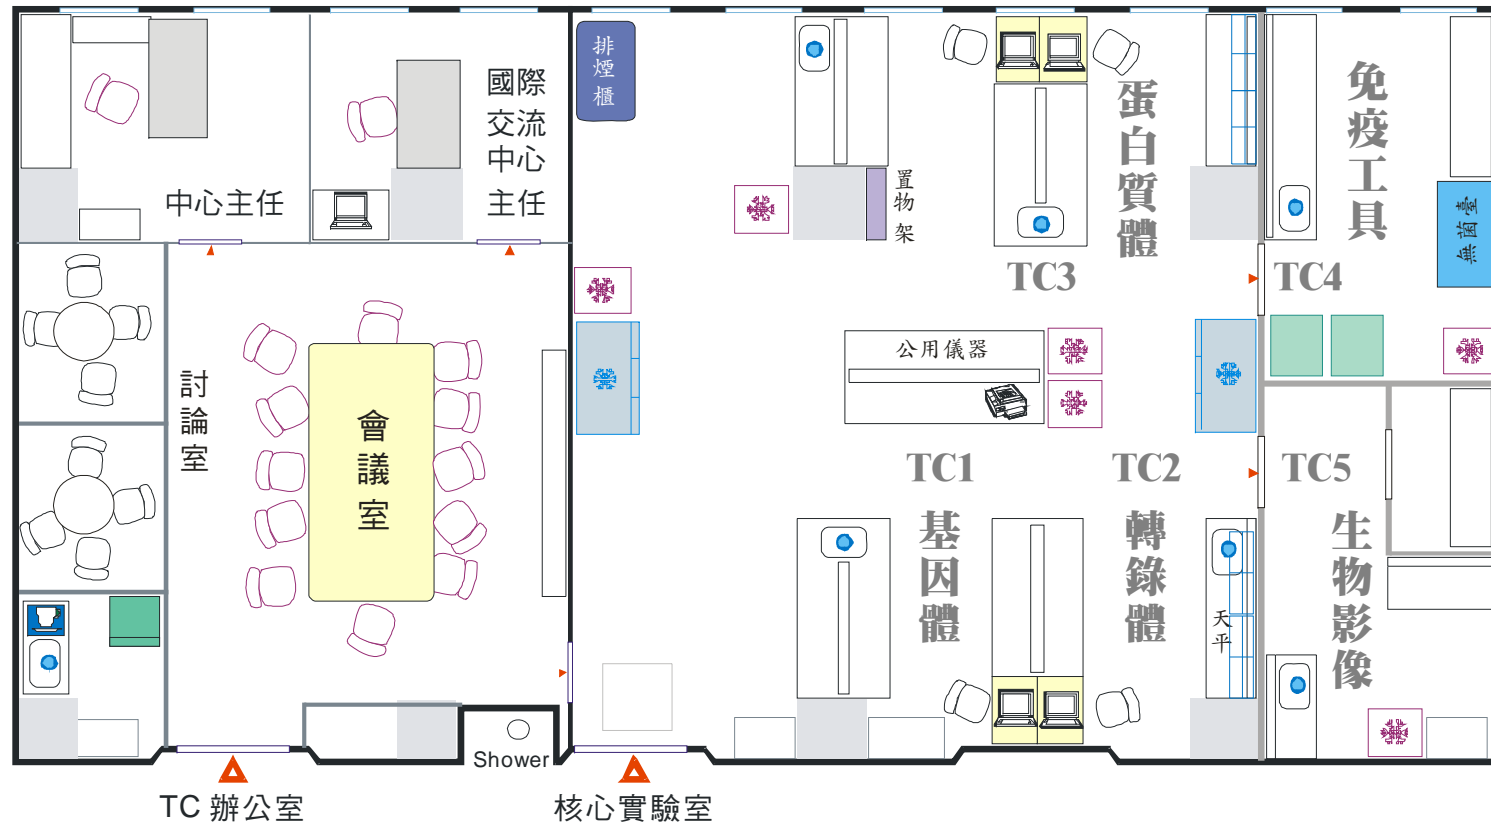 排煙櫃
國際
交流
中心
主任
中心主任
置物架
蛋白質體
TC3
免疫工具
TC4
無菌臺
討論室
會議室
公用儀器
TC1
基因體
TC2
轉錄體
天平
TC5
生物影像
Shower
TC 辦公室
核心實驗室